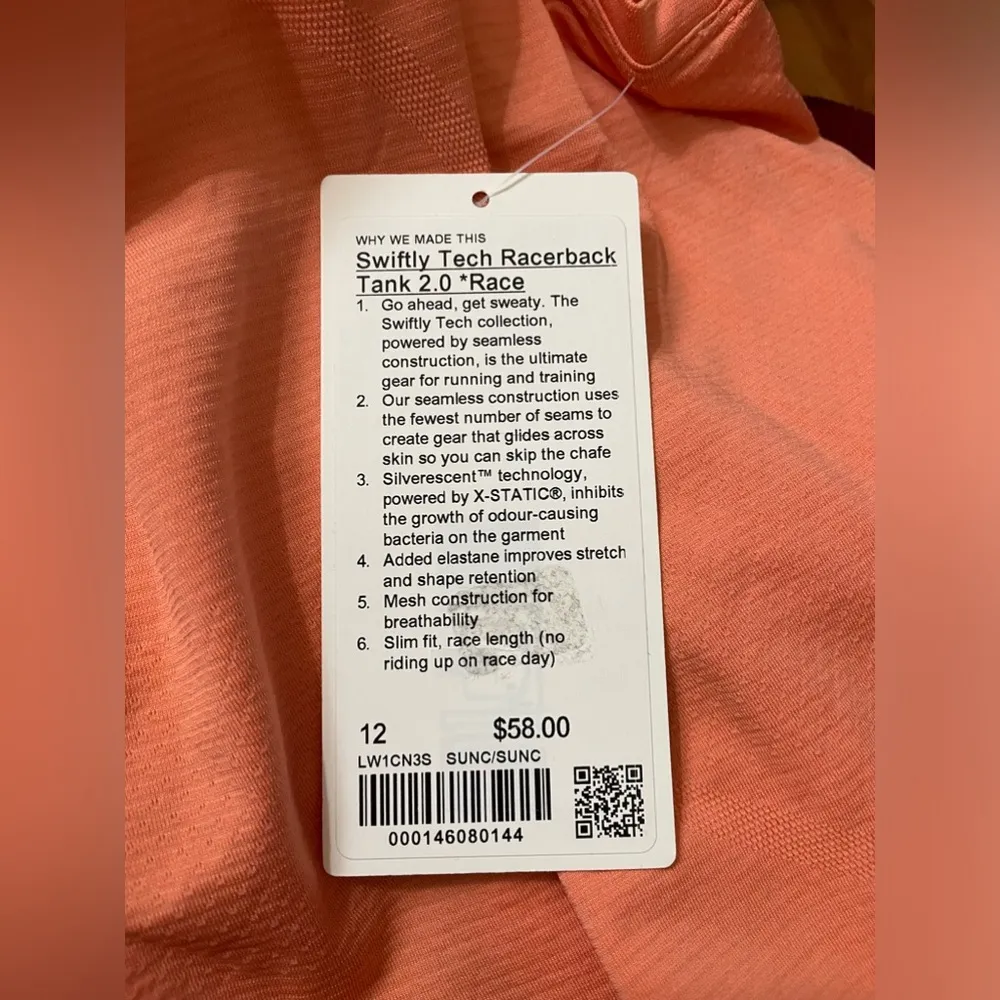 WHY WE MADE THIS
Swiftly Tech Racerback
Tank 2.0 *Race
1. Go ahead, get sweaty. The
Swiftly Tech collection,
powered by seamless
construction, is the ultimate
gear for running and training
2. Our seamless construction uses
the fewest number of seams to
create gear that glides across
skin so you can skip the chafe
3. Silverescent™ technology,
powered by X-STATIC®, inhibits
the growth of odour-causing
bacteria on the garment
4. Added elastane improves stretch
and shape retention
5. Mesh construction for
breathability
6. Slim fit, race length (no
riding up on race day)
12 $58.00
LW1CN3S SUNC/SUNC
000146080144